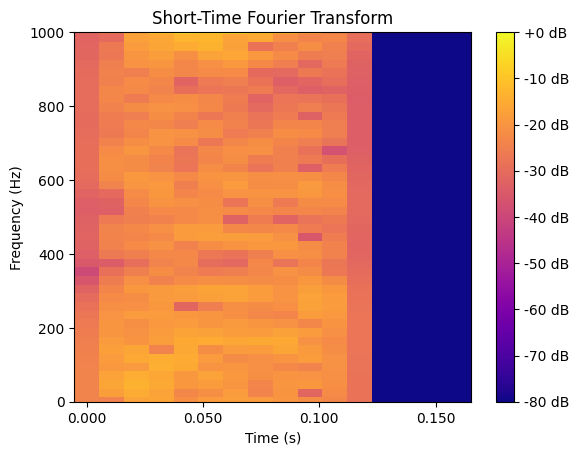 Short-Time Fourier Transform
Frequency (Hz)
1000
800
600
400
200
0
0.000
0.050
0.100
0.150
Time (s)
+0 dB
-10 dB
-20 dB
-30 dB
-40 dB
-50 dB
-60 dB
-70 dB
-80 dB